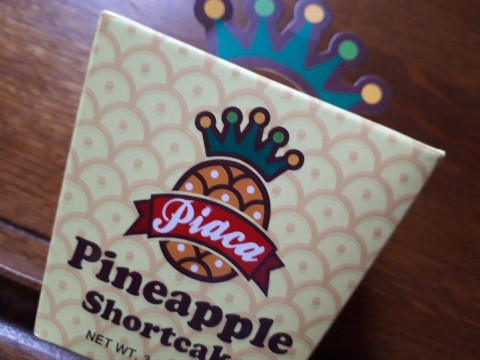 Piaca
Pineapple
Shortcak
NET WT.